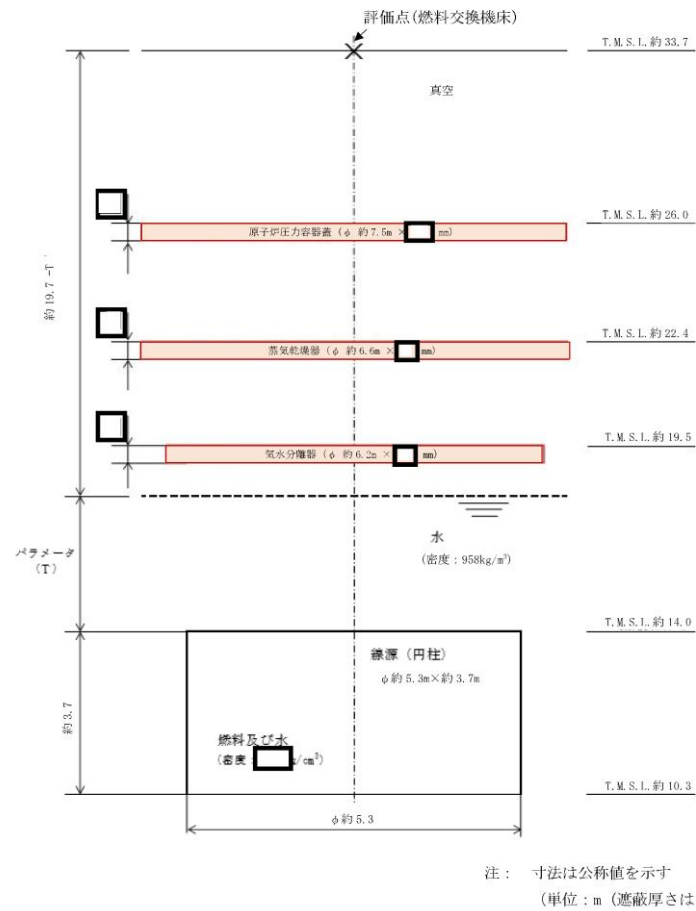 評価点(燃料交換機床)
T.M.S.L.約33.7
真空
T.M.S.L.約26.0
原子炉圧力容器蓋（φ 約7.5m × mm）
約19.7-T
T.M.S.L.約22.4
蒸気乾燥器（φ 約6.6m × mm）
T.M.S.L.約19.5
気水分離器（φ 約6.2m × mm）
水
(密度：958kg/m³)
パラメータ
(T)
T.M.S.L.約14.0
線源（円柱）
φ約5.3m×約3.7m
約3.7
燃料及び水
(密度： /cm³)
T.M.S.L.約10.3
φ約5.3
注： 寸法は公称値を示す
(単位：m（遮蔽厚さは